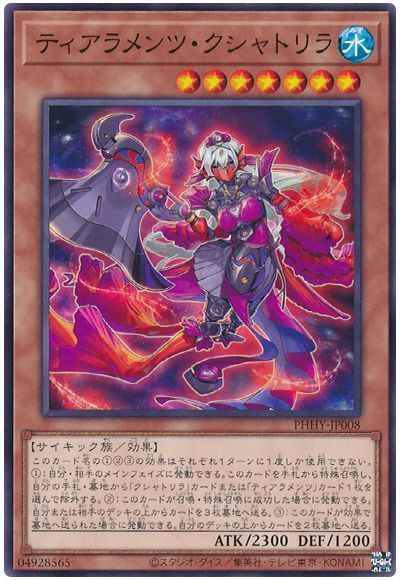 ティアラメンツ・クシャトリラ
水
PHHY-JP008
【サイキック族/効果】
このカード名の①②③の効果はそれぞれ1ターンに1度しか使用できない。
①:自分・相手のメインフェイズに発動できる。このカードを手札から特殊召喚し、
自分の手札・墓地から「クシャトリラ」カードまたは「ティアラメンツ」カード1枚を
選んで除外する。②:このカードが召喚・特殊召喚に成功した場合に発動できる。
自分または相手のデッキの上からカードを3枚墓地へ送る。③:このカードが効果で
墓地へ送られた場合に発動できる。自分のデッキの上からカードを2枚墓地へ送る。
ATK/2300 DEF/1200
04928565
©スタジオ・ダイス/集英社・テレビ東京・KONAMI